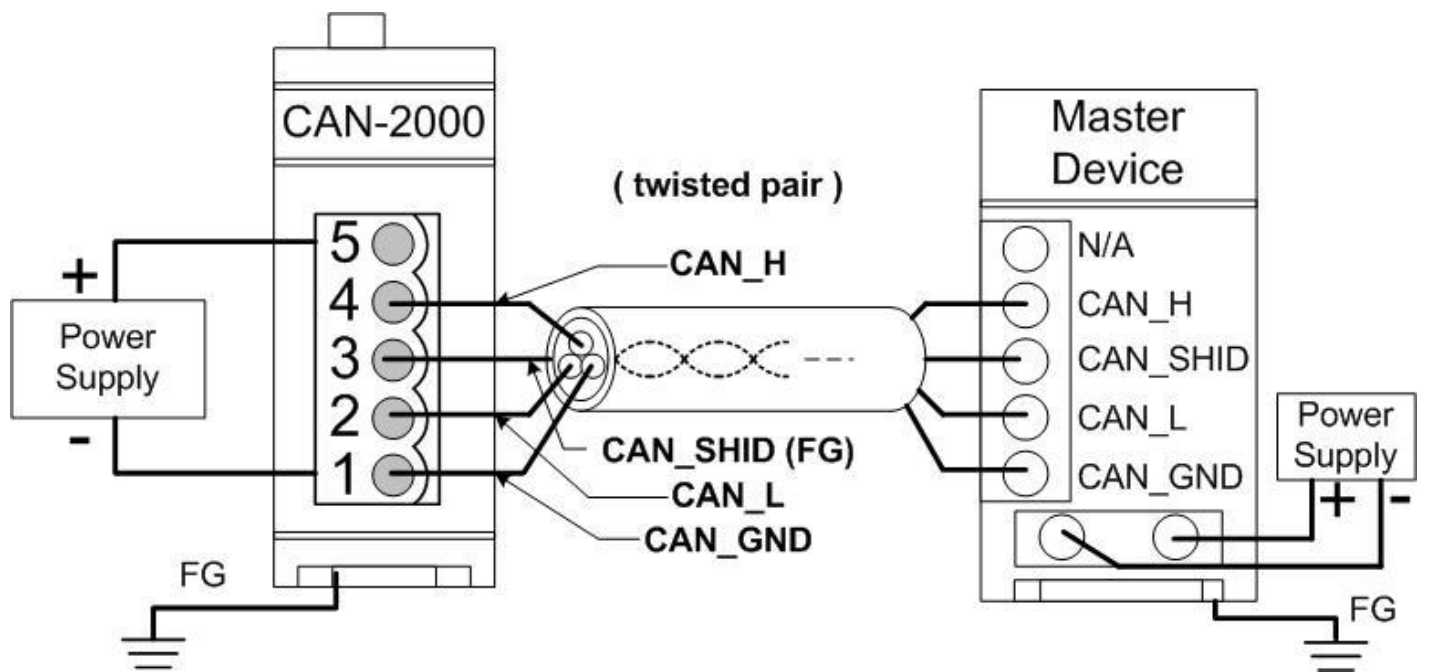 CAN-2000
5
4
3
2
1
+
Power
Supply
-
FG
( twisted pair )
CAN_H
CAN_SHID (FG)
CAN_L
CAN_GND
Master
Device
N/A
CAN_H
CAN_SHID
CAN_L
CAN_GND
Power
Supply
+ -
FG